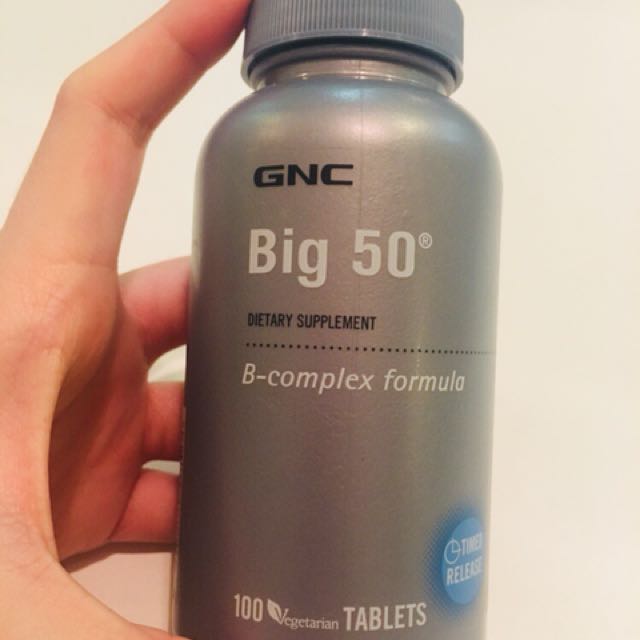 GNC
Big 50®
DIETARY SUPPLEMENT
B-complex formula
TIMED
RELEASE
100 Vegetarian TABLETS